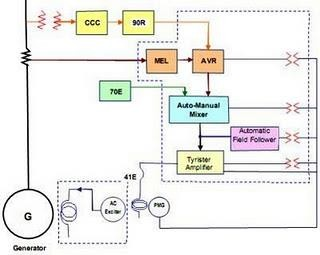 CCC
90R
MEL
AVR
70E
Auto-Manual
Mixer
Automatic
Field Follower
Tyrister
Amplifier
41E
AC
Exciter
PMG
G
Generator